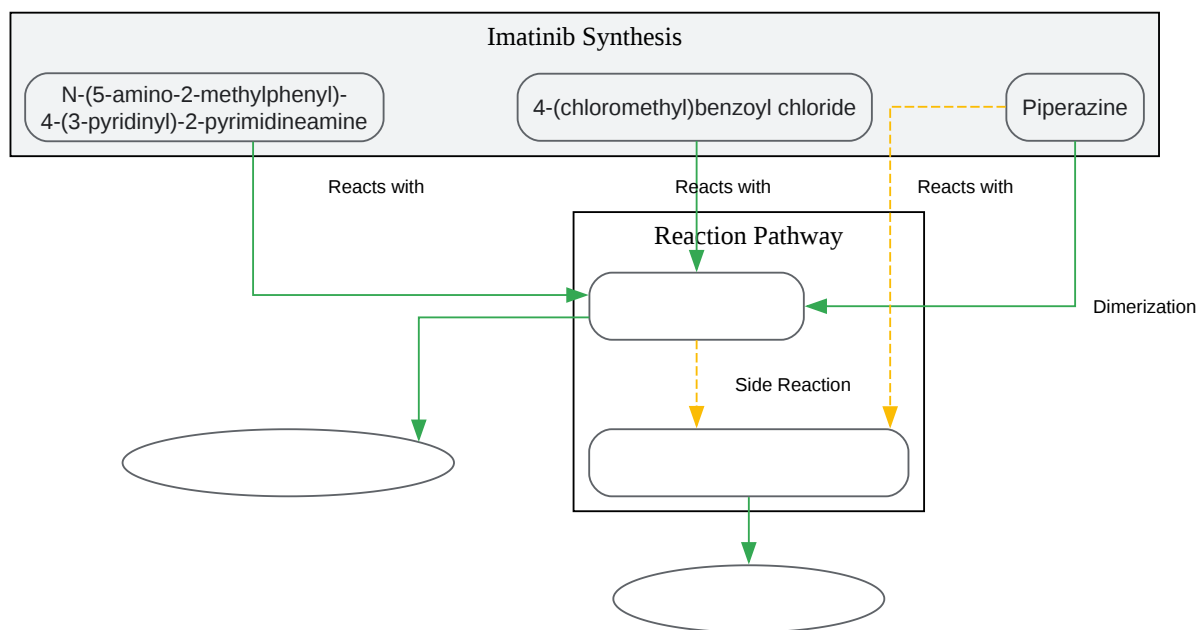 Imatinib Synthesis
N-(5-amino-2-methylphenyl)-
4-(3-pyridinyl)-2-pyrimidineamine
4-(chloromethyl)benzoyl chloride
Piperazine
Reacts with
Reacts with
Reacts with
Reaction Pathway
Dimerization
Side Reaction